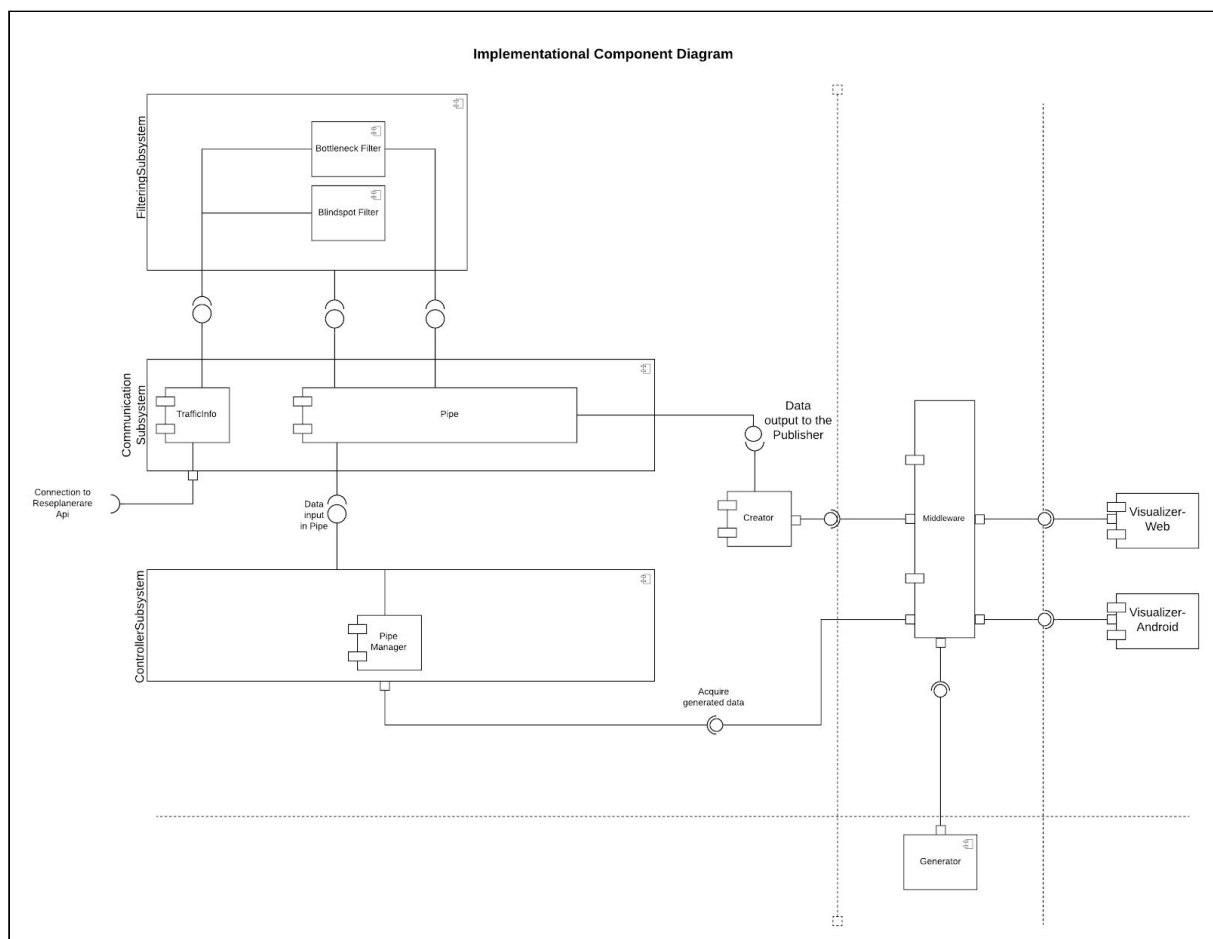 Implementational Component Diagram
FilteringSubsystem
Bottleneck Filter
Blindspot Filter
Communication
Subsystem
TrafficInfo
Pipe
Data
output to the
Publisher
Connection to
Reseplanerare
Api
Data
input
in Pipe
Creator
Middleware
Visualizer-
Web
Visualizer-
Android
ControllerSubsystem
Pipe
Manager
Acquire
generated data
Generator